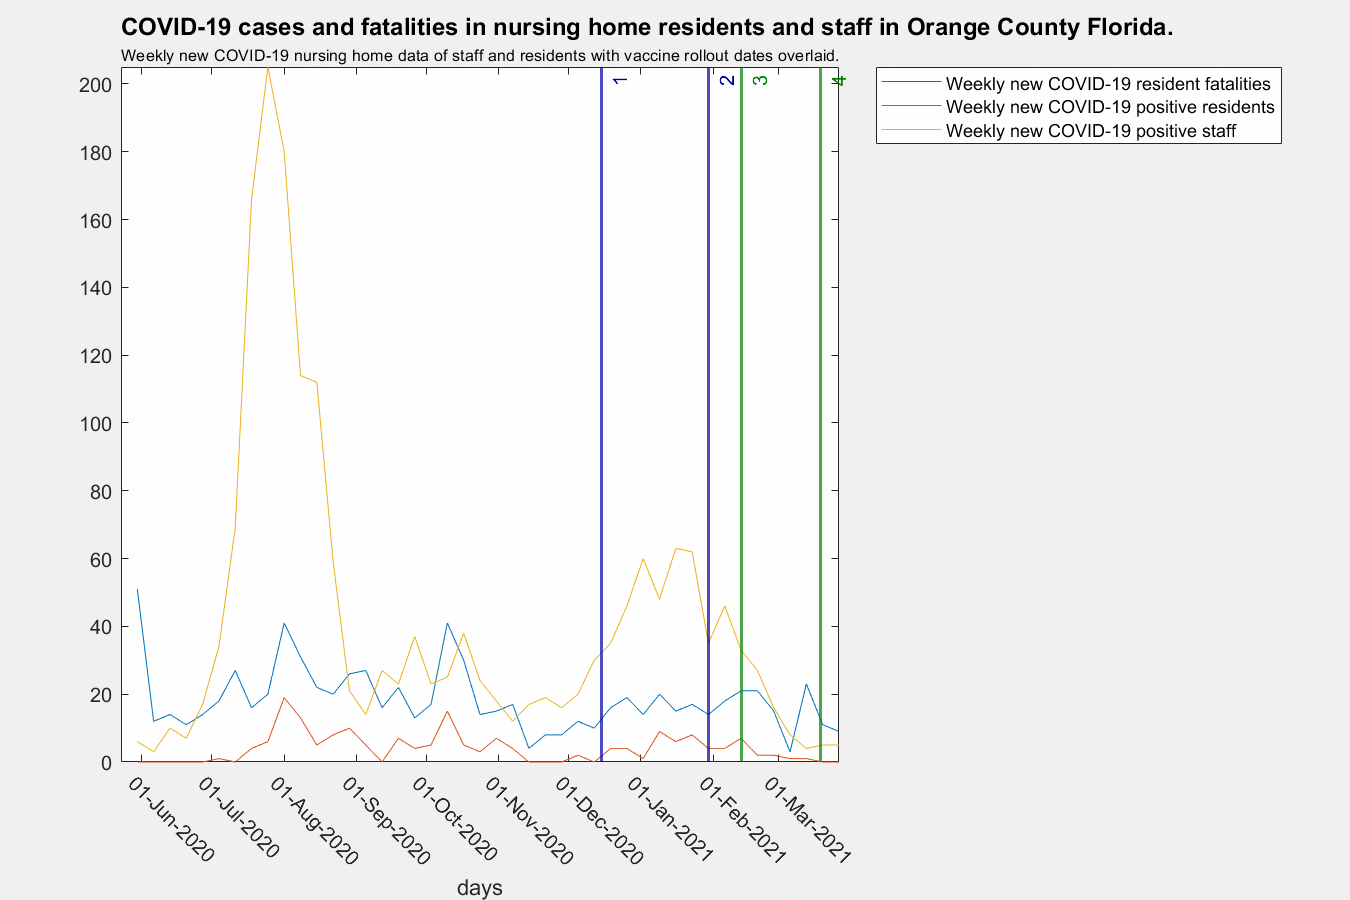 COVID-19 cases and fatalities in nursing home residents and staff in Orange County Florida.
Weekly new COVID-19 nursing home data of staff and residents with vaccine rollout dates overlaid.
1
2
3
4
Weekly new COVID-19 resident fatalities
Weekly new COVID-19 positive residents
Weekly new COVID-19 positive staff
200
180
160
140
120
100
80
60
40
20
0
01-Jun-2020
01-Jul-2020
01-Aug-2020
01-Sep-2020
01-Oct-2020
01-Nov-2020
01-Dec-2020
01-Jan-2021
01-Feb-2021
01-Mar-2021
days